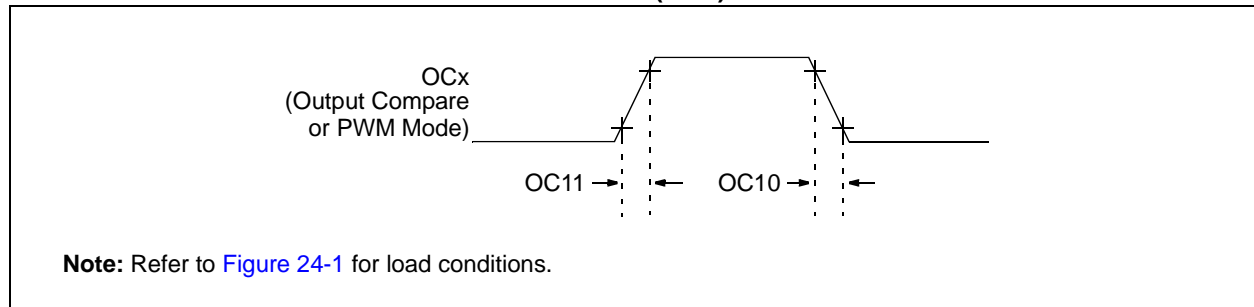 OCx
(Output Compare
or PWM Mode)
OC11
OC10
Note: Refer to Figure 24-1 for load conditions.